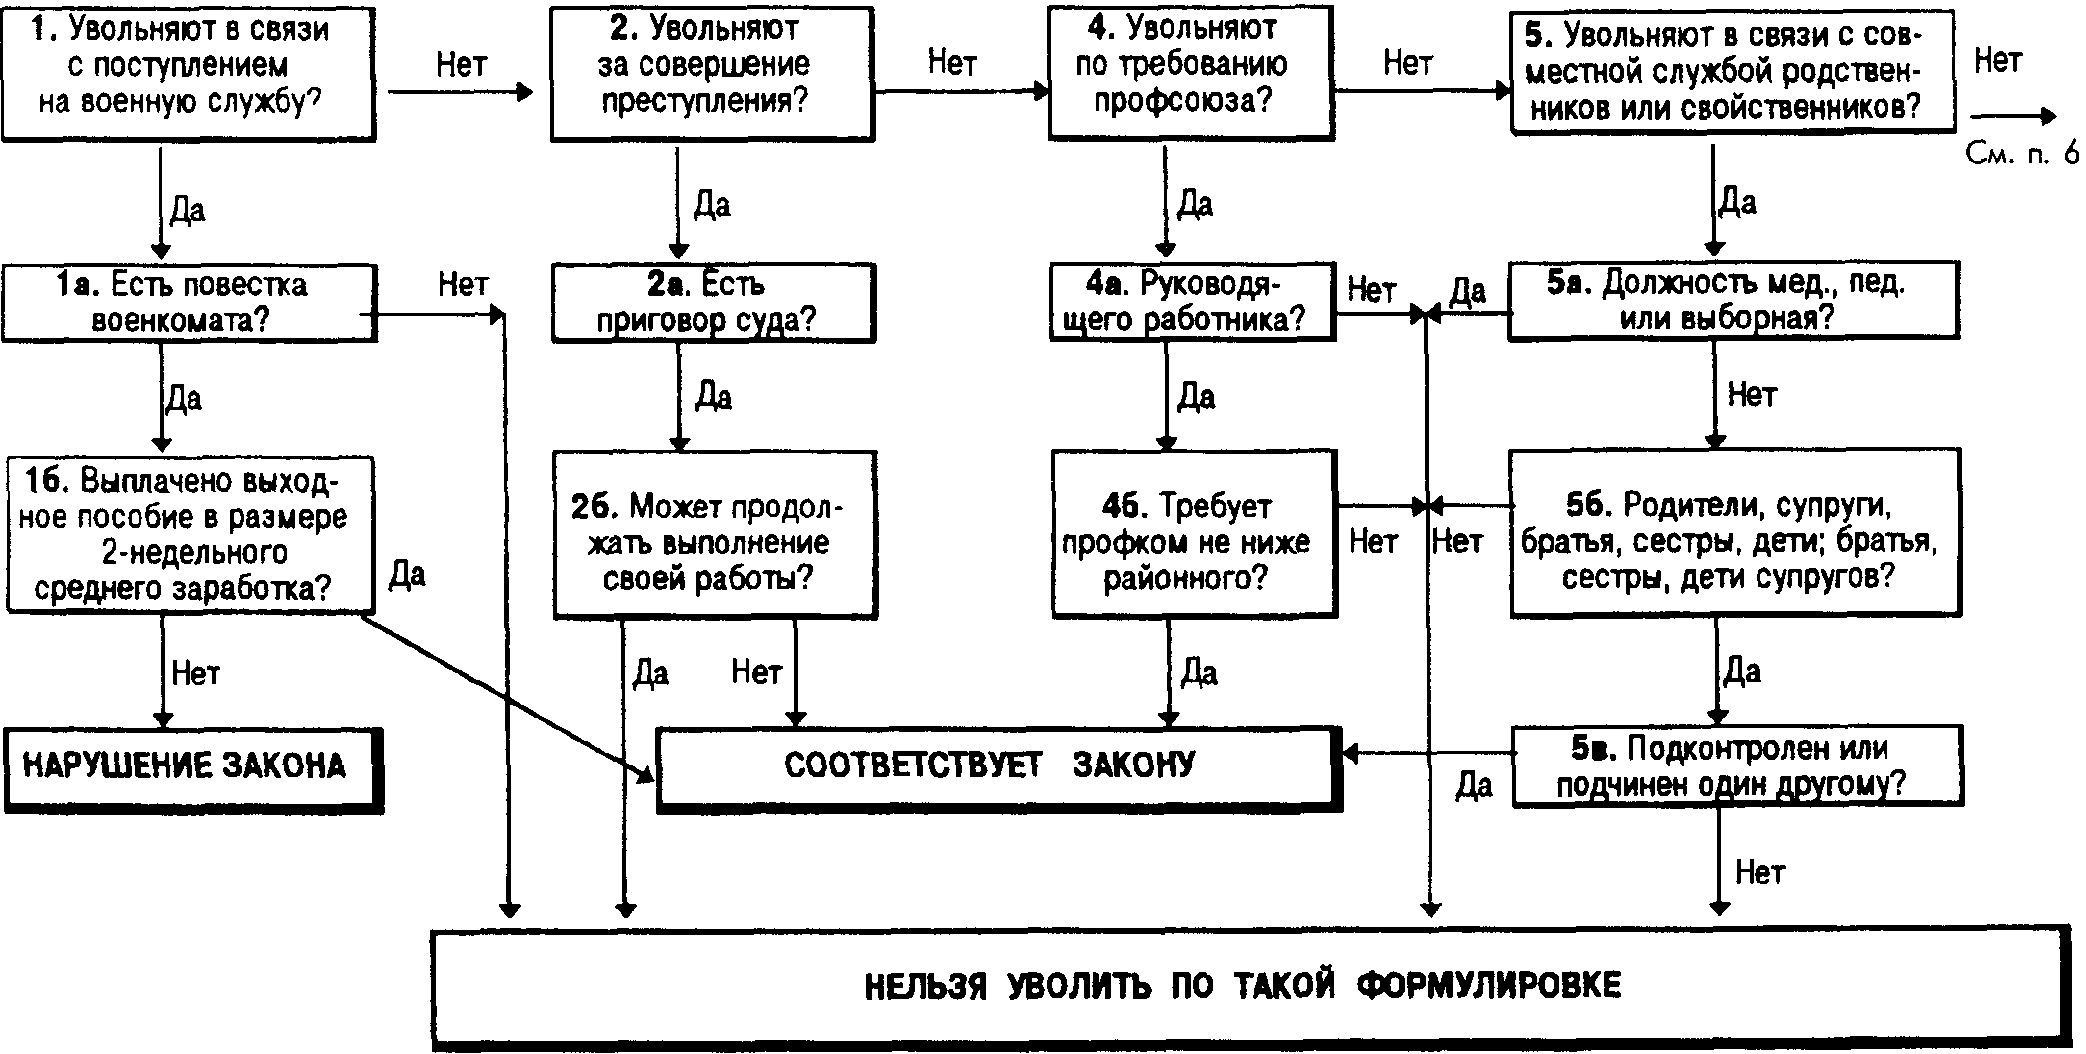 1. Увольняют в связи
с поступлением
на военную службу?
Нет
2. Увольняют
за совершение
преступления?
Нет
4. Увольняют
по требованию
профсоюза?
Нет
5. Увольняют в связи с сов-
местной службой родствен-
ников или свойственников?
Нет
См. п. 6
Да
Да
Да
Да
1а. Есть повестка
военкомата?
Нет
2а. Есть
приговор суда?
4а. Руководя-
щего работника?
Нет
Да
5а. Должность мед., пед.
или выборная?
Да
Да
Да
Нет
1б. Выплачено выход-
ное пособие в размере
2-недельного
среднего заработка?
Да
2б. Может продол-
жать выполнение
своей работы?
4б. Требует
профком не ниже
районного?
Нет
Нет
5б. Родители, супруги,
братья, сестры, дети; братья,
сестры, дети супругов?
Нет
Да
Нет
Да
Да
НАРУШЕНИЕ ЗАКОНА
СООТВЕТСТВУЕТ ЗАКОНУ
Да
5в. Подконтролен или
подчинен один другому?
Нет
НЕЛЬЗЯ УВОЛИТЬ ПО ТАКОЙ ФОРМУЛИРОВКЕ